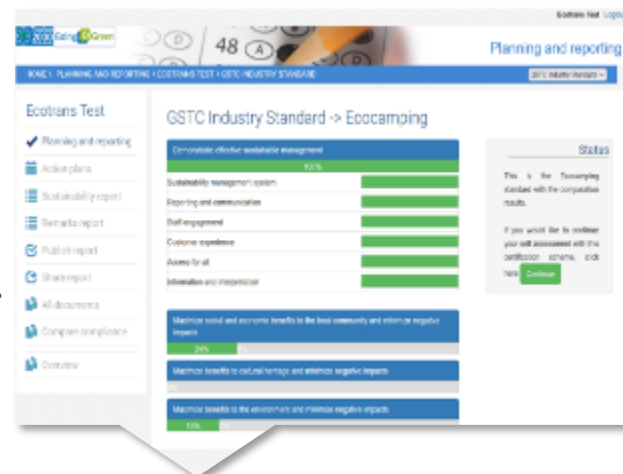 Ecotrans Test Logout
2030 Going Green
48 A
Planning and reporting
HOME \ PLANNING AND REPORTING \ ECOTRANS TEST \ GSTC INDUSTRY STANDARD
GSTC Industry Standard
Ecotrans Test
Planning and reporting
Action plans
Sustainability report
Remarks report
Publish report
Share report
All documents
Compare compliance
Overview
GSTC Industry Standard -> Ecocamping
Demonstrate effective sustainable management
100%
Sustainability management system
Reporting and communication
Staff engagement
Customer experience
Access for all
Information and interpretation
Maximize social and economic benefits to the local community and minimize negative
impacts
24%
Maximize benefits to cultural heritage and minimize negative impacts
Maximize benefits to the environment and minimize negative impacts
Status
This is the Ecocamping
standard with the comparation
results.
If you would like to continue
your self assessment with this
certification scheme, click
here Continue